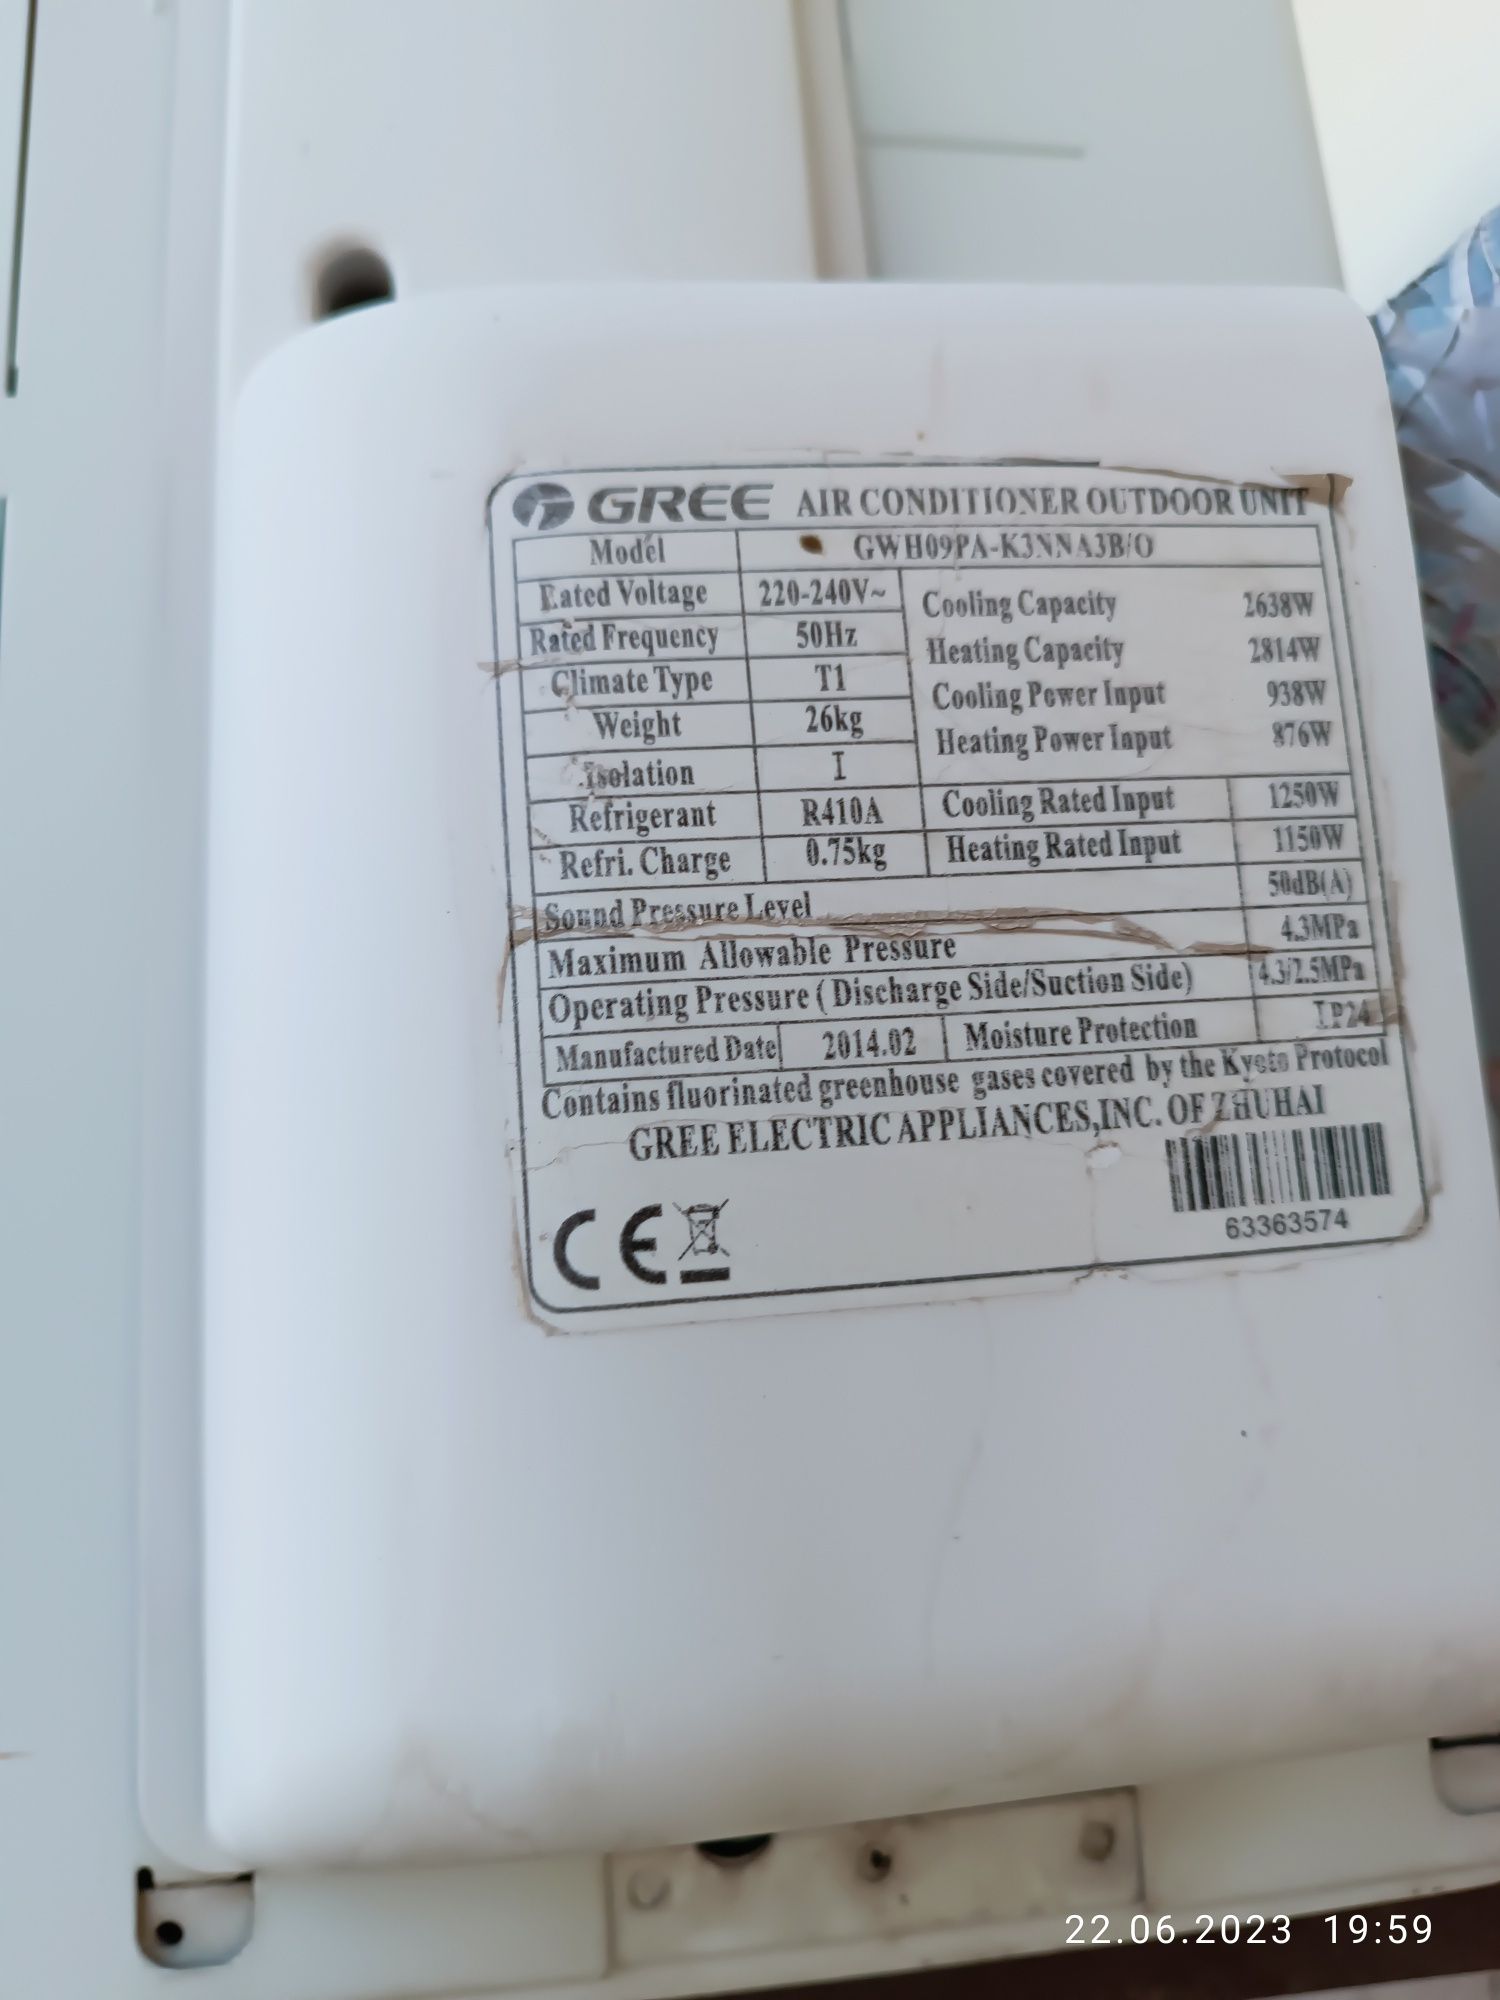 GREE AIR CONDITIONER OUTDOOR UNIT
Model GWH09PA-K3NNA3B/O
Rated Voltage 220-240V~ Cooling Capacity 2638W
Rated Frequency 50Hz Heating Capacity 2814W
Climate Type T1 Cooling Power Input 938W
Weight 26kg Heating Power Input 876W
Isolation I
Refrigerant R410A Cooling Rated Input 1250W
Refri. Charge 0.75kg Heating Rated Input 1150W
Sound Pressure Level 50dB(A)
Maximum Allowable Pressure 4.3MPa
Operating Pressure ( Discharge Side/Suction Side) 4.3/2.5MPa
Manufactured Date 2014.02 Moisture Protection IP24
Contains fluorinated greenhouse gases covered by the Kyoto Protocol
GREE ELECTRIC APPLIANCES,INC. OF ZHUHAI
CE
63363574
22.06.2023 19:59